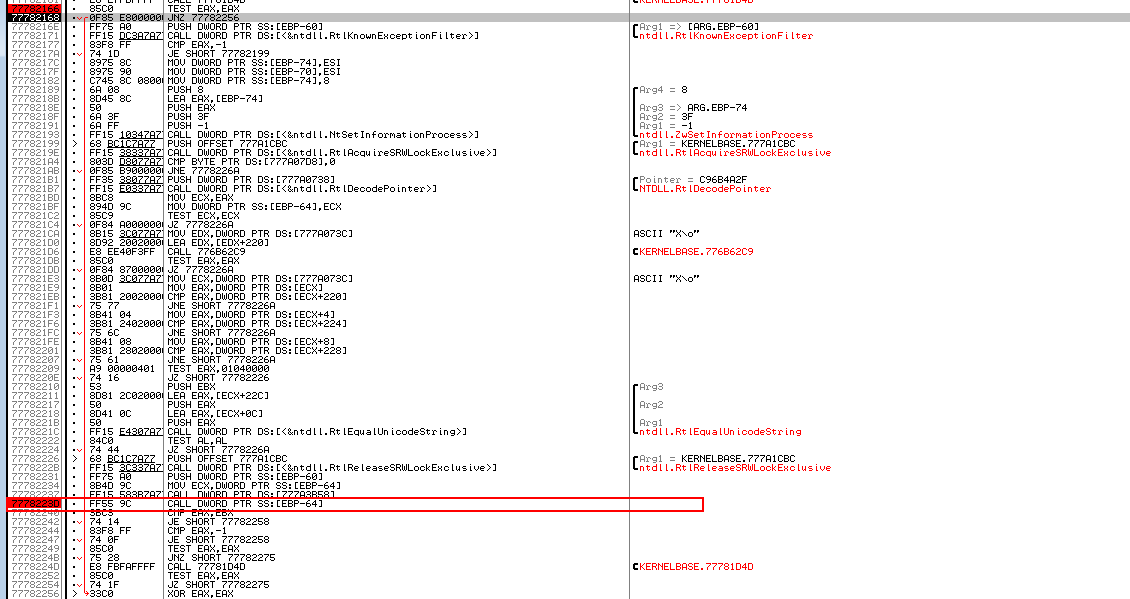 KERNELBASE.77781D4D
77782166 85C0 TEST EAX,EAX
77782168 0F85 E8000000 JNZ 77782256
7778216E FF75 A0 PUSH DWORD PTR SS:[EBP-60] Arg1 => [ARG.EBP-60]
77782171 FF15 DC3A7A7 CALL DWORD PTR DS:[<&ntdll.RtlKnownExceptionFilter>] ntdll.RtlKnownExceptionFilter
77782177 83F8 FF CMP EAX,-1
7778217A 74 1D JE SHORT 77782199
7778217C 8975 8C MOV DWORD PTR SS:[EBP-74],ESI
7778217F 8975 90 MOV DWORD PTR SS:[EBP-70],ESI
77782182 C745 8C 0800 MOV DWORD PTR SS:[EBP-74],8
77782189 6A 08 PUSH 8 Arg4 = 8
7778218B 8D45 8C LEA EAX,[EBP-74]
7778218E 50 PUSH EAX Arg3 => ARG.EBP-74
7778218F 6A 3F PUSH 3F Arg2 = 3F
77782191 6A FF PUSH -1 Arg1 = -1
77782193 FF15 10347A7 CALL DWORD PTR DS:[<&ntdll.NtSetInformationProcess>] ntdll.ZwSetInformationProcess
77782199 > 68 BC1C7A77 PUSH OFFSET 777A1CBC Arg1 = KERNELBASE.777A1CBC
7778219E FF15 38337A7 CALL DWORD PTR DS:[<&ntdll.RtlAcquireSRWLockExclusive>] ntdll.RtlAcquireSRWLockExclusive
777821A4 803D D8077A7 CMP BYTE PTR DS:[777A07D8],0
777821AB 0F85 B9000000 JNE 7778226A
777821B1 FF35 38077A7 PUSH DWORD PTR DS:[777A0738] Pointer = C96B4A2F
777821B7 FF15 E0337A7 CALL DWORD PTR DS:[<&ntdll.RtlDecodePointer>] NTDLL.RtlDecodePointer
777821BD 8BC8 MOV ECX,EAX
777821BF 894D 9C MOV DWORD PTR SS:[EBP-64],ECX
777821C2 85C9 TEST ECX,ECX
777821C4 0F84 A0000000 JZ 7778226A
777821CA 8B15 3C077A7 MOV EDX,DWORD PTR DS:[777A073C] ASCII "X\o"
777821D0 8D92 20020000 LEA EDX,[EDX+220]
777821D6 E8 EE40F3FF CALL 776B62C9 KERNELBASE.776B62C9
777821DB 85C0 TEST EAX,EAX
777821DD 0F84 87000000 JZ 7778226A
777821E3 8B0D 3C077A7 MOV ECX,DWORD PTR DS:[777A073C] ASCII "X\o"
777821E9 8B01 MOV EAX,DWORD PTR DS:[ECX]
777821EB 3B81 20020000 CMP EAX,DWORD PTR DS:[ECX+220]
777821F1 75 77 JNE SHORT 7778226A
777821F3 8B41 04 MOV EAX,DWORD PTR DS:[ECX+4]
777821F6 3B81 24020000 CMP EAX,DWORD PTR DS:[ECX+224]
777821FC 75 6C JNE SHORT 7778226A
777821FE 8B41 08 MOV EAX,DWORD PTR DS:[ECX+8]
77782201 3B81 28020000 CMP EAX,DWORD PTR DS:[ECX+228]
77782207 75 61 JNE SHORT 7778226A
77782209 A9 00000401 TEST EAX,01040000
7778220E 74 16 JZ SHORT 77782226
77782210 53 PUSH EBX Arg3
77782211 8D81 2C020000 LEA EAX,[ECX+22C]
77782217 50 PUSH EAX Arg2
77782218 8D41 0C LEA EAX,[ECX+0C]
7778221B 50 PUSH EAX Arg1
7778221C FF15 E4307A7 CALL DWORD PTR DS:[<&ntdll.RtlEqualUnicodeString>] ntdll.RtlEqualUnicodeString
77782222 84C0 TEST AL,AL
77782224 74 44 JZ SHORT 7778226A
77782226 > 68 BC1C7A77 PUSH OFFSET 777A1CBC Arg1 = KERNELBASE.777A1CBC
7778222B FF15 3C337A7 CALL DWORD PTR DS:[<&ntdll.RtlReleaseSRWLockExclusive>] ntdll.RtlReleaseSRWLockExclusive
77782231 FF75 A0 PUSH DWORD PTR SS:[EBP-60]
77782234 8B4D 9C MOV ECX,DWORD PTR SS:[EBP-64]
77782237 FF15 583B7A7 CALL DWORD PTR DS:[777A3B58]
7778223D FF55 9C CALL DWORD PTR SS:[EBP-64]
77782240 3BC3 CMP EAX,EBX
77782242 74 14 JE SHORT 77782258
77782244 83F8 FF CMP EAX,-1
77782247 74 0F JE SHORT 77782258
77782249 85C0 TEST EAX,EAX
7778224B 75 28 JNZ SHORT 77782275
7778224D E8 FBFAFFFF CALL 77781D4D KERNELBASE.77781D4D
77782252 85C0 TEST EAX,EAX
77782254 74 1F JZ SHORT 77782275
77782256 > 33C0 XOR EAX,EAX